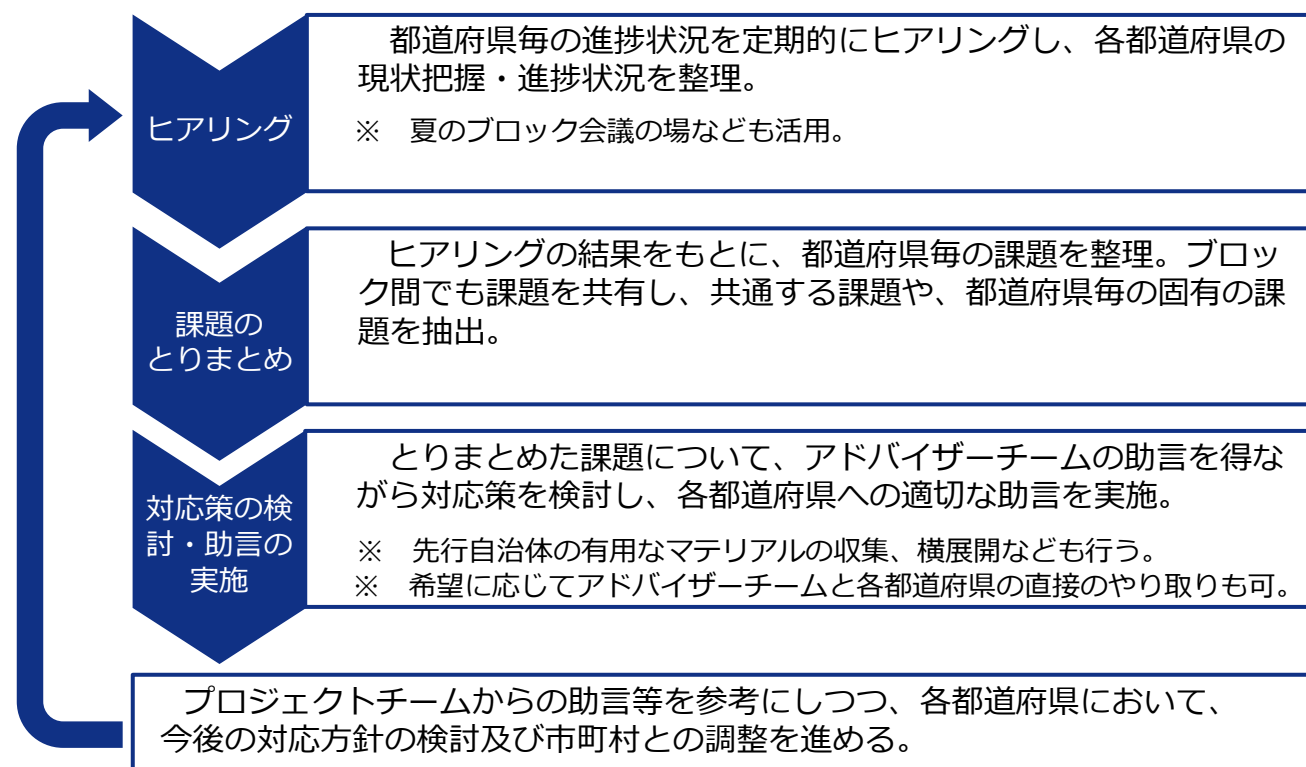 ヒアリング
　都道府県毎の進捗状況を定期的にヒアリングし、各都道府県の
現状把握・進捗状況を整理。
※　夏のブロック会議の場なども活用。
課題の
とりまとめ
　ヒアリングの結果をもとに、都道府県毎の課題を整理。ブロッ
ク間でも課題を共有し、共通する課題や、都道府県毎の固有の課
題を抽出。
対応策の検
討・助言の
実施
　とりまとめた課題について、アドバイザーチームの助言を得な
がら対応策を検討し、各都道府県への適切な助言を実施。
※　先行自治体の有用なマテリアルの収集、横展開なども行う。
※　希望に応じてアドバイザーチームと各都道府県の直接のやり取りも可。
　プロジェクトチームからの助言等を参考にしつつ、各都道府県において、
今後の対応方針の検討及び市町村との調整を進める。